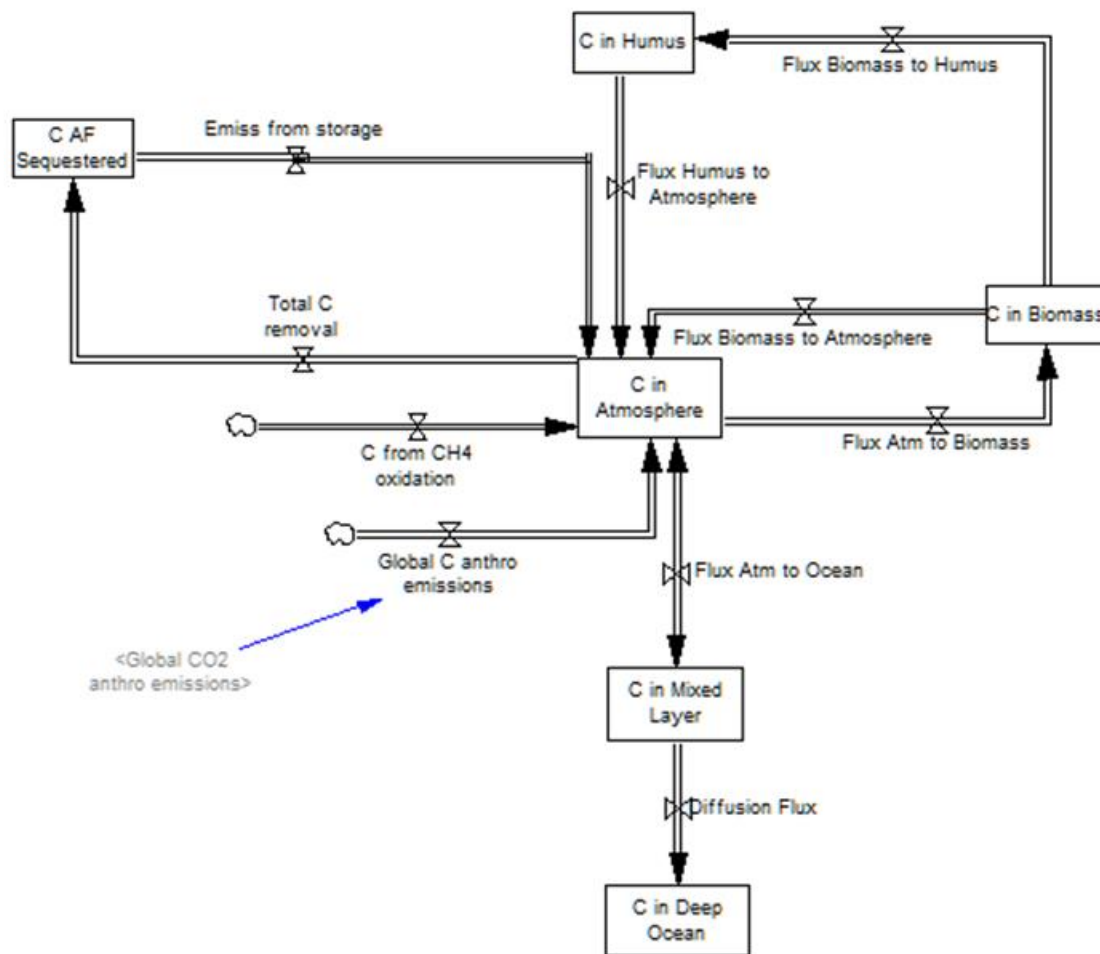 C in Humus
Flux Biomass to Humus
C AF
Sequestered
Emiss from storage
Flux Humus to
Atmosphere
Total C
removal
C in Biomass
Flux Biomass to Atmosphere
C in
Atmosphere
Flux Atm to Biomass
C from CH4
oxidation
Global C anthro
emissions
Flux Atm to Ocean
<Global CO2
anthro emissions>
C in Mixed
Layer
Diffusion Flux
C in Deep
Ocean